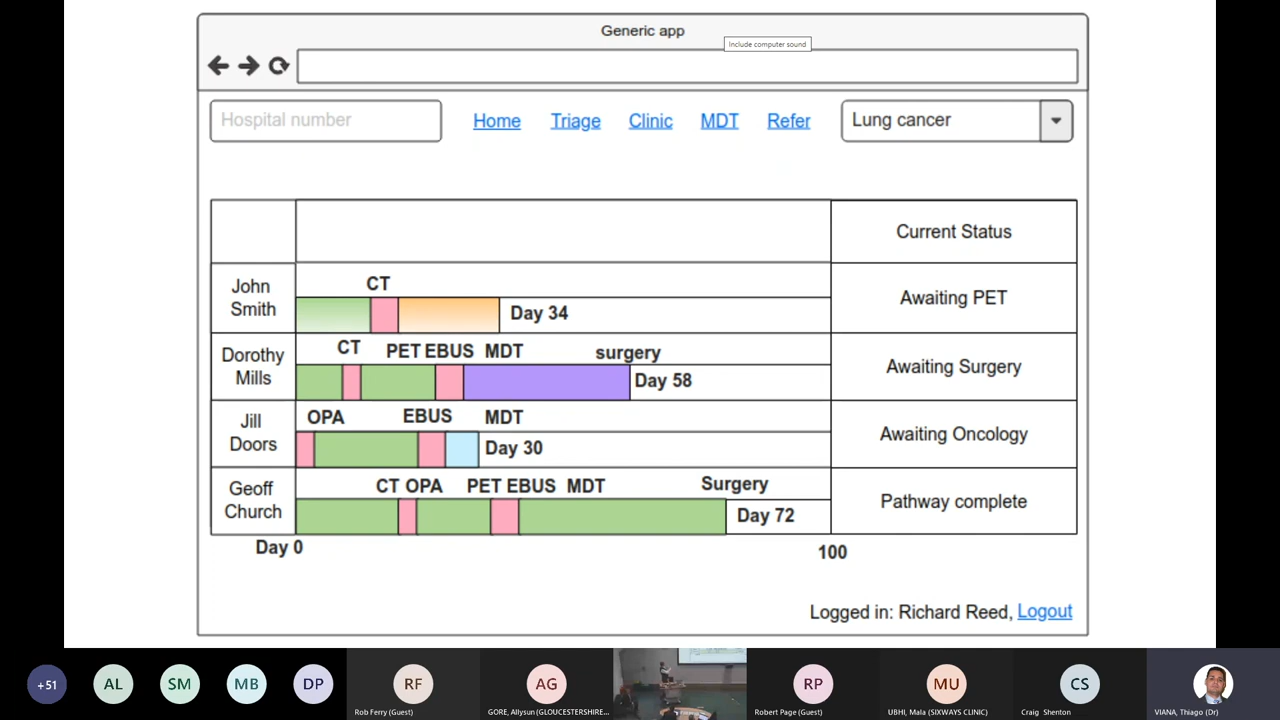 Generic app
Include computer sound
Hospital number
Home Triage Clinic MDT Refer
Lung cancer
Current Status
John
Smith
CT
Day 34
Awaiting PET
Dorothy
Mills
CT PET EBUS MDT surgery
Day 58
Awaiting Surgery
Jill
Doors
OPA EBUS MDT
Day 30
Awaiting Oncology
Geoff
Church
CT OPA PET EBUS MDT Surgery
Day 72
Pathway complete
Day 0
100
Logged in: Richard Reed, Logout
+51
AL
SM
MB
DP
RF
Rob Ferry (Guest)
AG
GORE, Allysun (GLOUCESTERSHIRE...
RP
Robert Page (Guest)
MU
UBHI, Mala (SIXWAYS CLINIC)
CS
Craig Shenton
VIANA, Thiago (Dr)